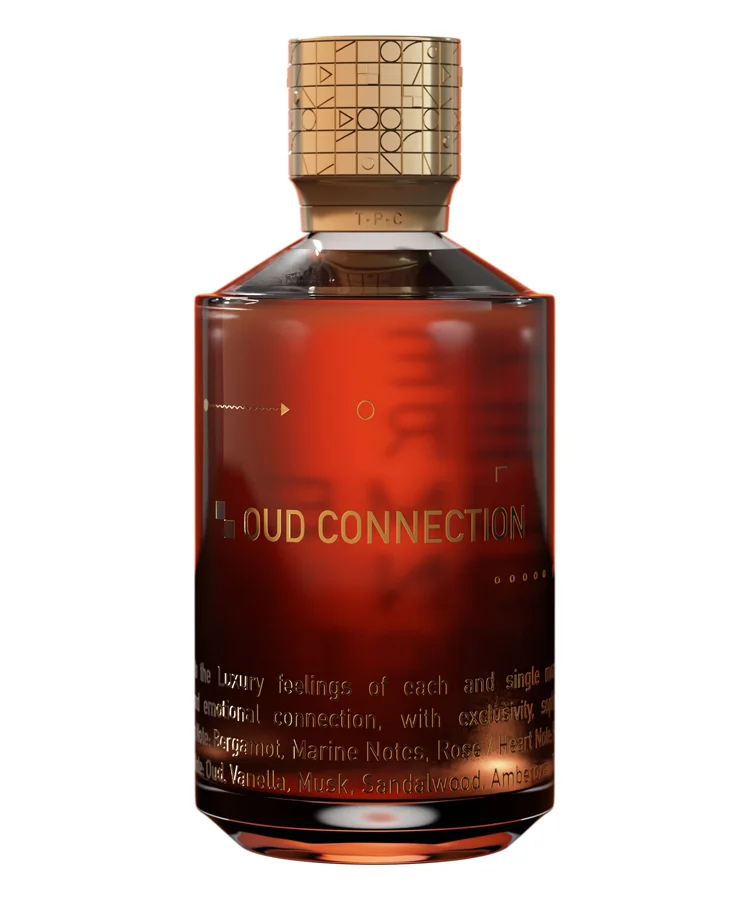 T•P•C
OUD CONNECTION
the Luxury feelings of each and single
emotional connection, with exclusivity,
Note: Bergamot, Marine Notes, Rose / Heart Note
Oud, Vanella, Musk, Sandalwood,